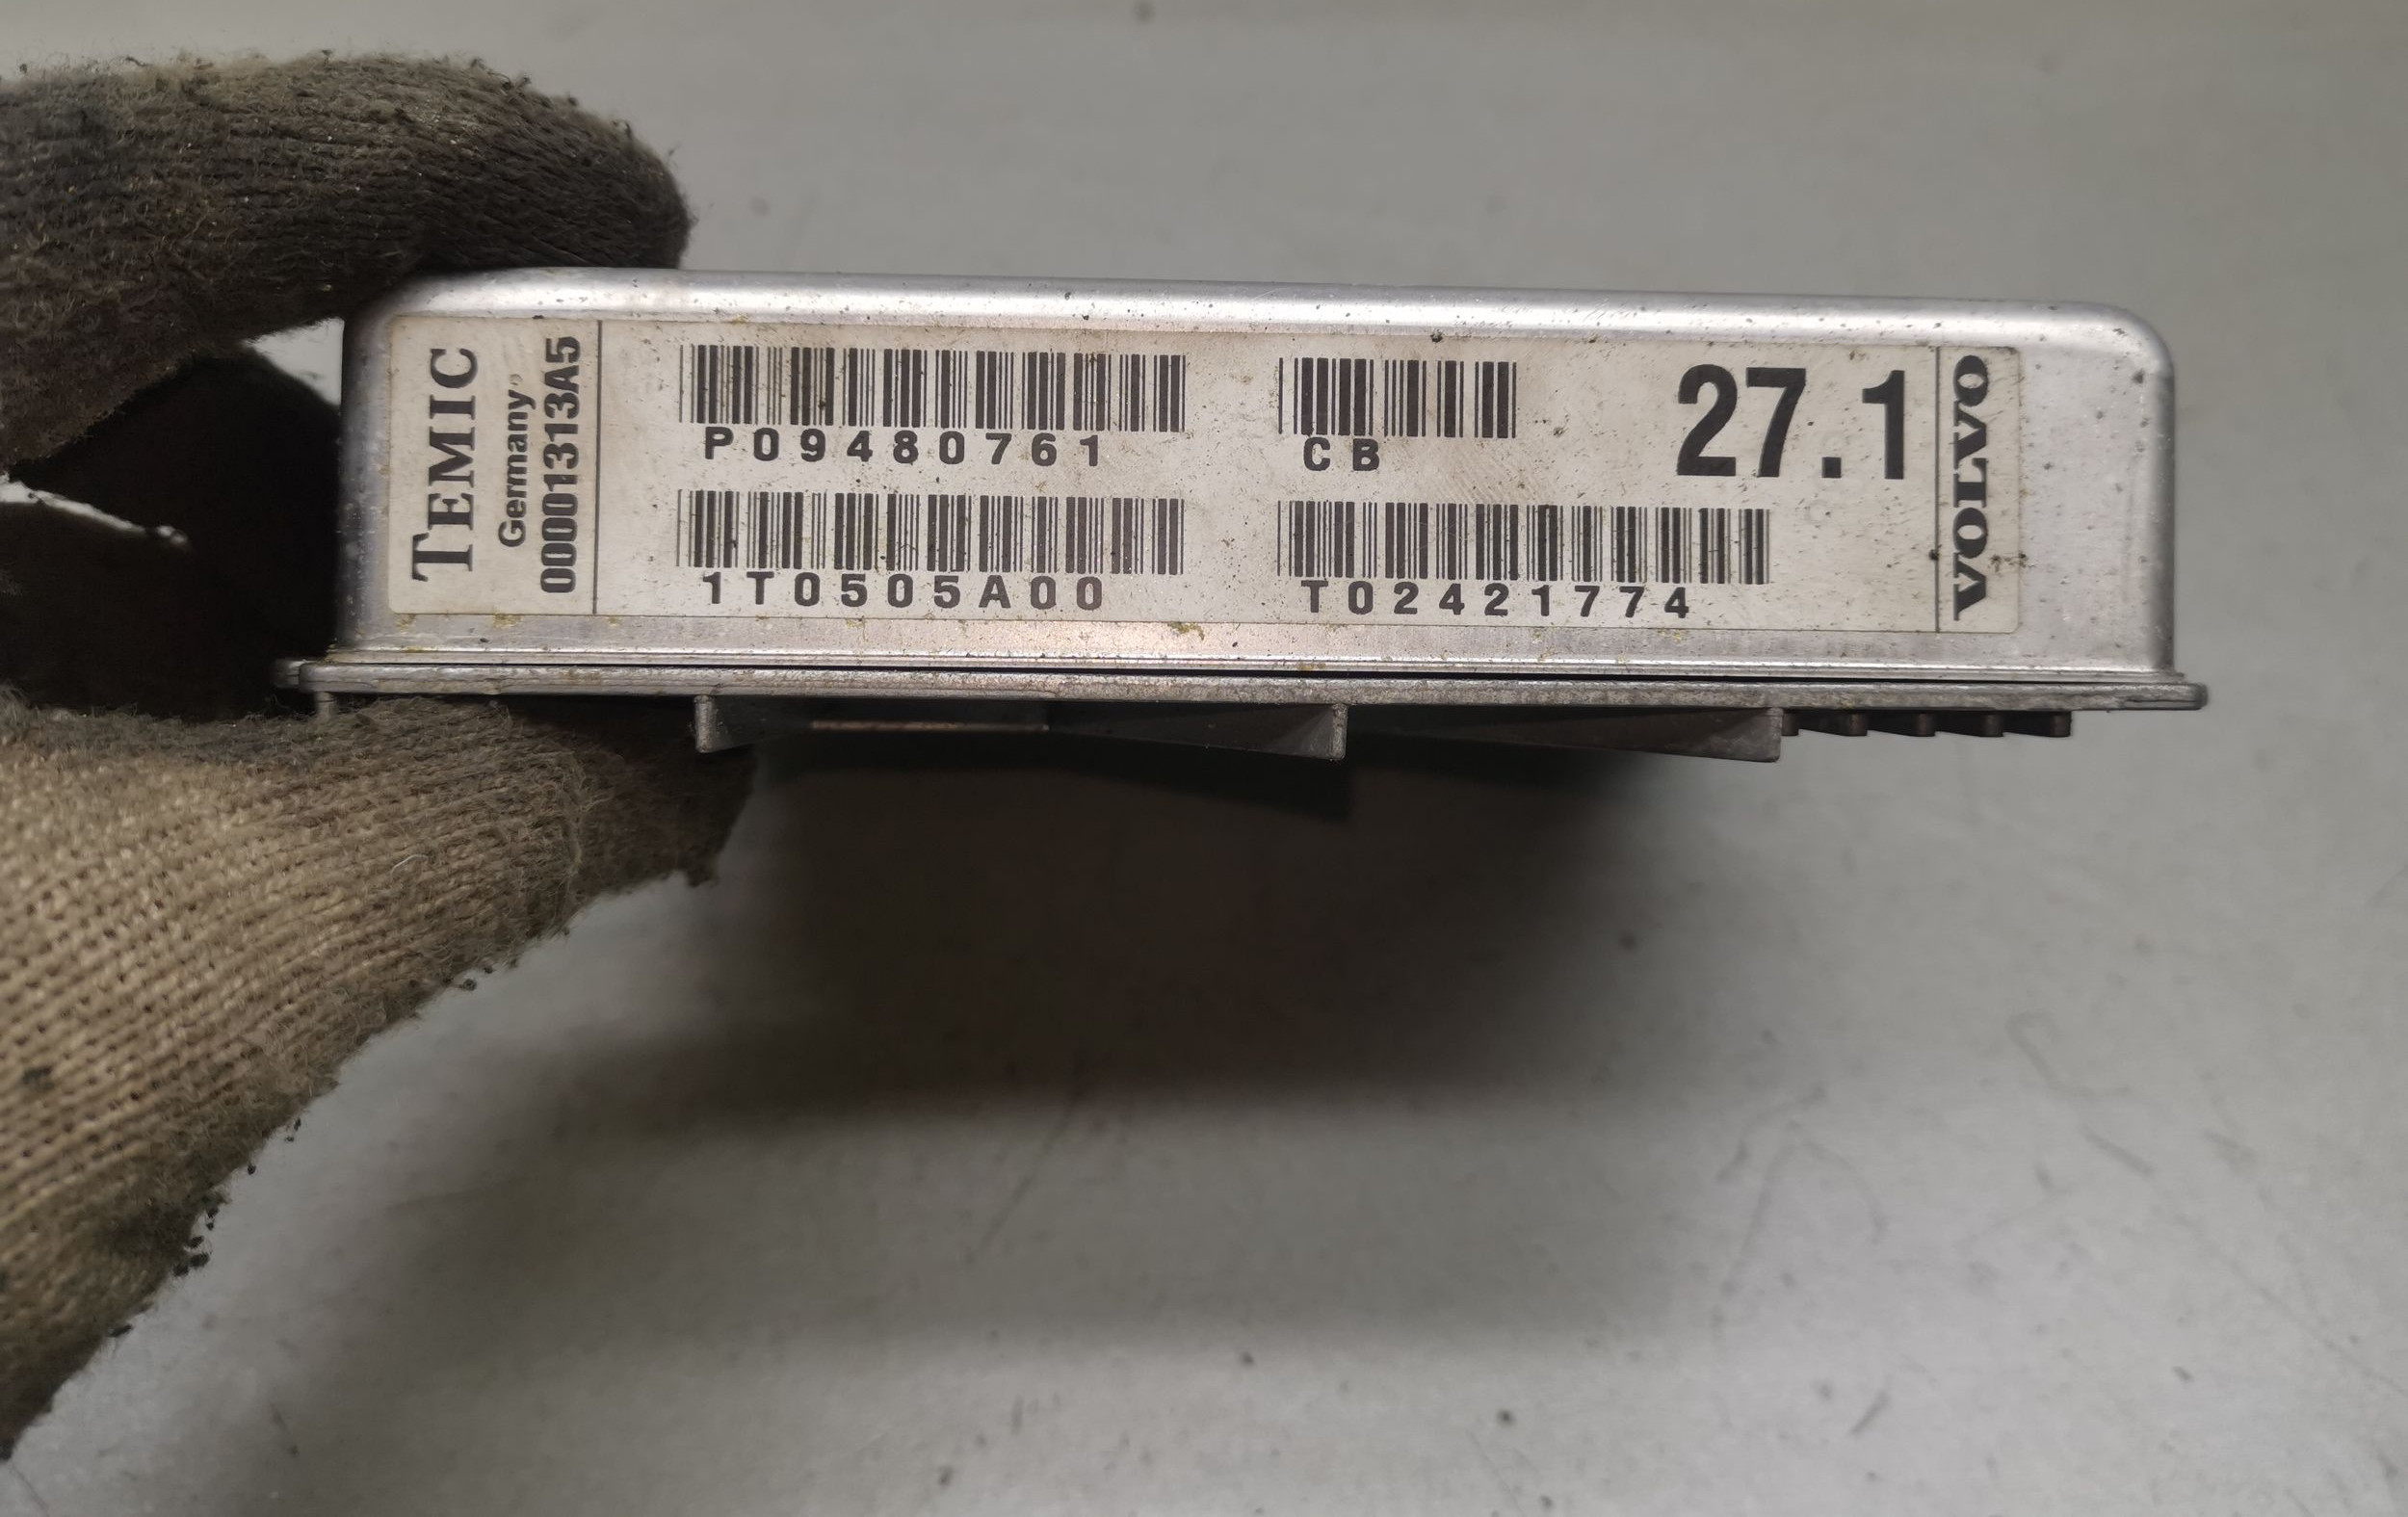 TEMIC
Germany
00001313A5
P09480761
CB
27.1
1T0505A00
T02421774
VOLVO